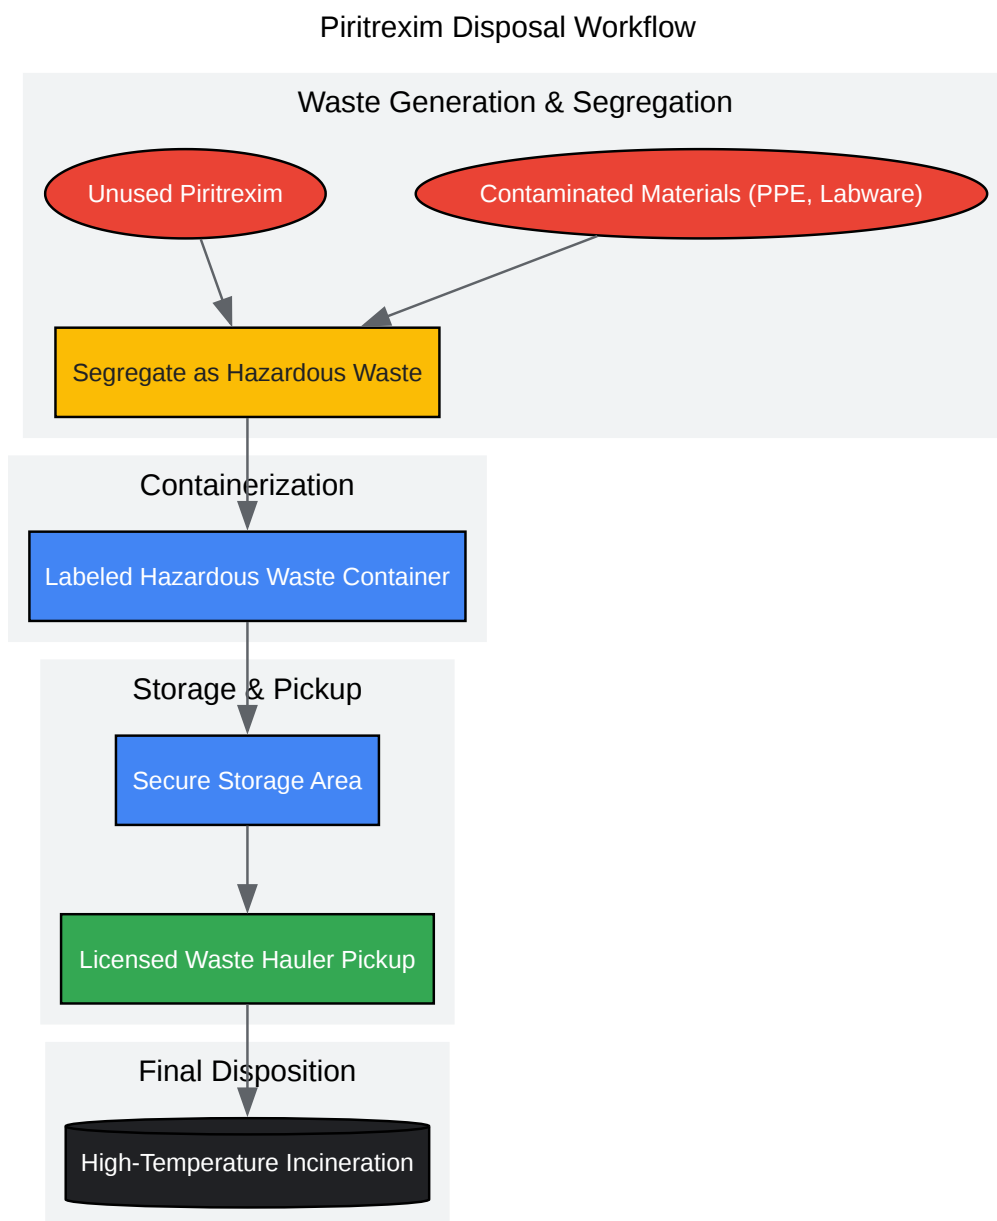 Piritrexim Disposal Workflow
Waste Generation & Segregation
Unused Piritrexim
Contaminated Materials (PPE, Labware)
Segregate as Hazardous Waste
Containerization
Labeled Hazardous Waste Container
Storage & Pickup
Secure Storage Area
Licensed Waste Hauler Pickup
Final Disposition
High-Temperature Incineration